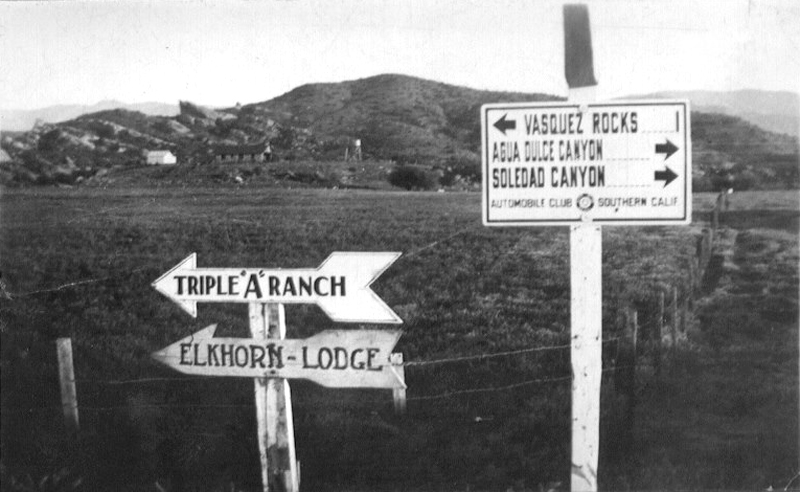 TRIPLE "A" RANCH
ELKHORN-LODGE
VASQUEZ ROCKS 1
AGUA DULCE CANYON
SOLEDAD CANYON
AUTOMOBILE CLUB SOUTHERN CALIF.